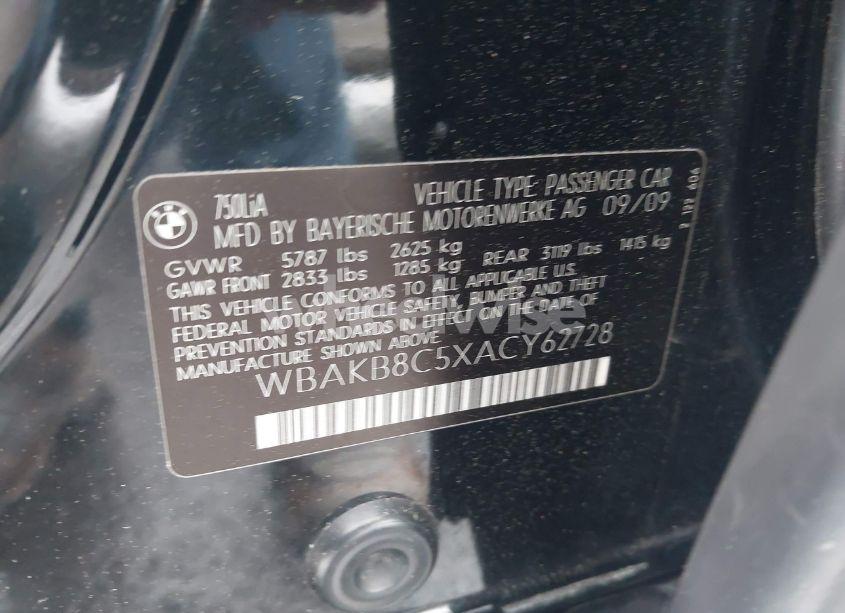 750LiA VEHICLE TYPE: PASSENGER CAR
MFD BY BAYERISCHE MOTORENWERKE AG 09/09
GVWR 5787 lbs 2625 kg
GAWR FRONT 2833 lbs 1285 kg REAR 3119 lbs 1415 kg
THIS VEHICLE CONFORMS TO ALL APPLICABLE U.S.
FEDERAL MOTOR VEHICLE SAFETY, BUMPER AND THEFT
PREVENTION STANDARDS IN EFFECT ON THE DATE OF
MANUFACTURE SHOWN ABOVE
WBAKB8C5XACY62728